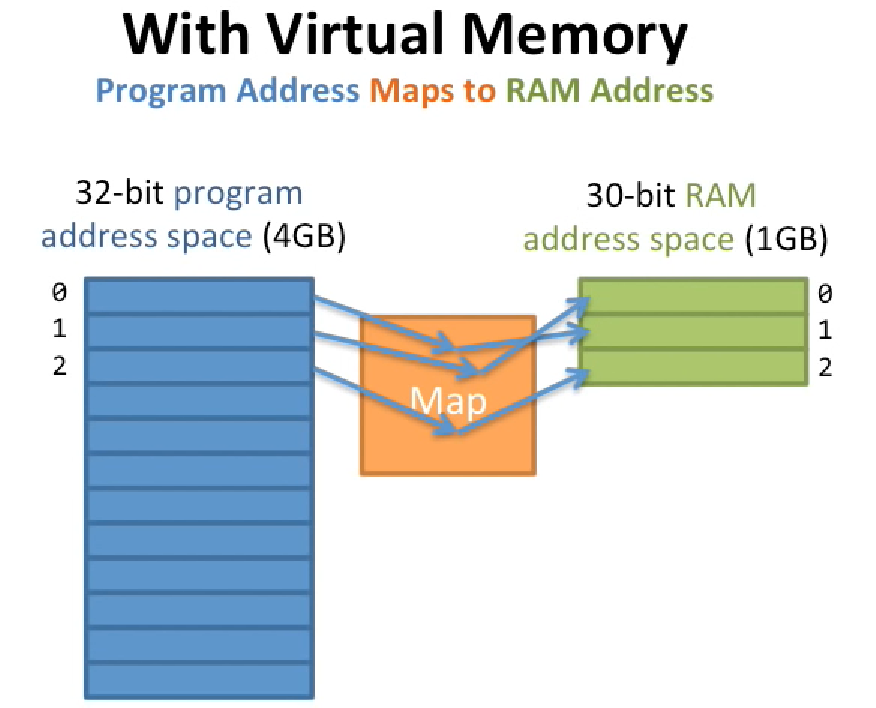 With Virtual Memory
Program Address Maps to RAM Address
32-bit program
address space (4GB)
30-bit RAM
address space (1GB)
0
1
2
Map
0
1
2